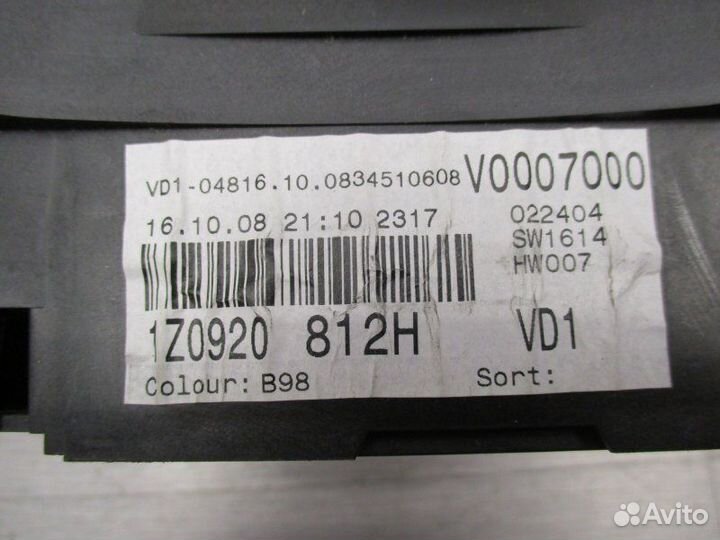 VD1-04816.10.0834510608 V0007000
16.10.08 21:10 2317 022404
SW1614
HW007
1Z0920 812H VD1
Colour: B98 Sort:
Avito